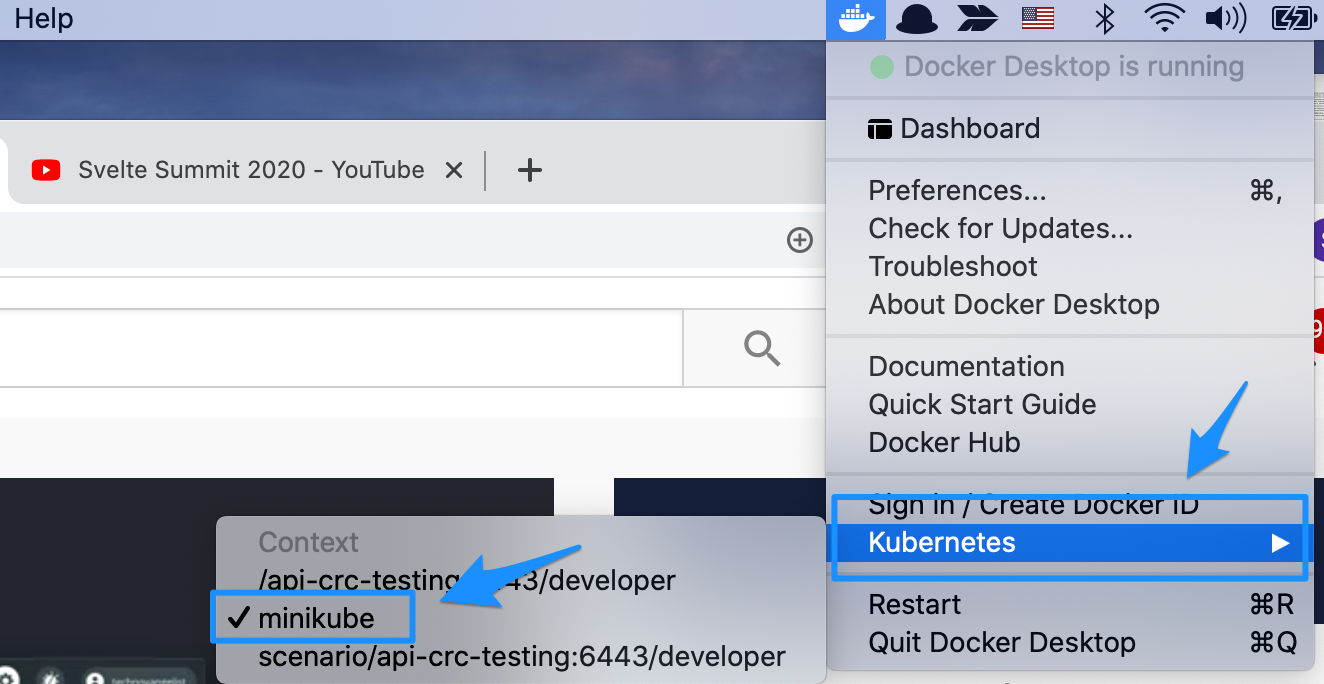 Help
Docker Desktop is running
Dashboard
Svelte Summit 2020 - YouTube
Preferences... ⌘,
Check for Updates...
Troubleshoot
About Docker Desktop
Documentation
Quick Start Guide
Docker Hub
Sign in / Create Docker ID
Kubernetes
Restart ⌘R
Quit Docker Desktop ⌘Q
Context
/api-crc-testing:6443/developer
minikube
scenario/api-crc-testing:6443/developer
technovangelist